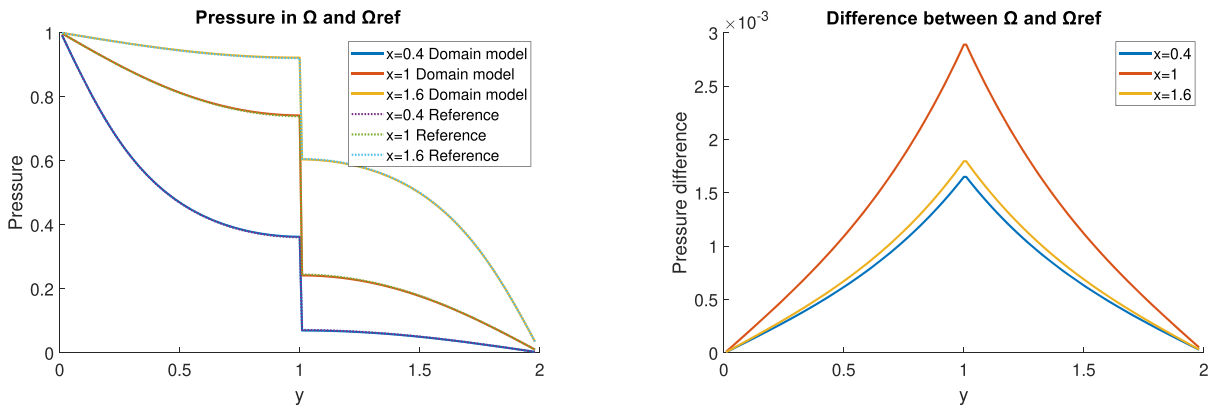 Pressure in Ω and Ωref
1
0.8
0.6
0.4
0.2
0
Pressure
0
0.5
1
1.5
2
y
x=0.4 Domain model
x=1 Domain model
x=1.6 Domain model
x=0.4 Reference
x=1 Reference
x=1.6 Reference
Difference between Ω and Ωref
×10-3
3
2.5
2
1.5
1
0.5
0
Pressure difference
0
0.5
1
1.5
2
y
x=0.4
x=1
x=1.6